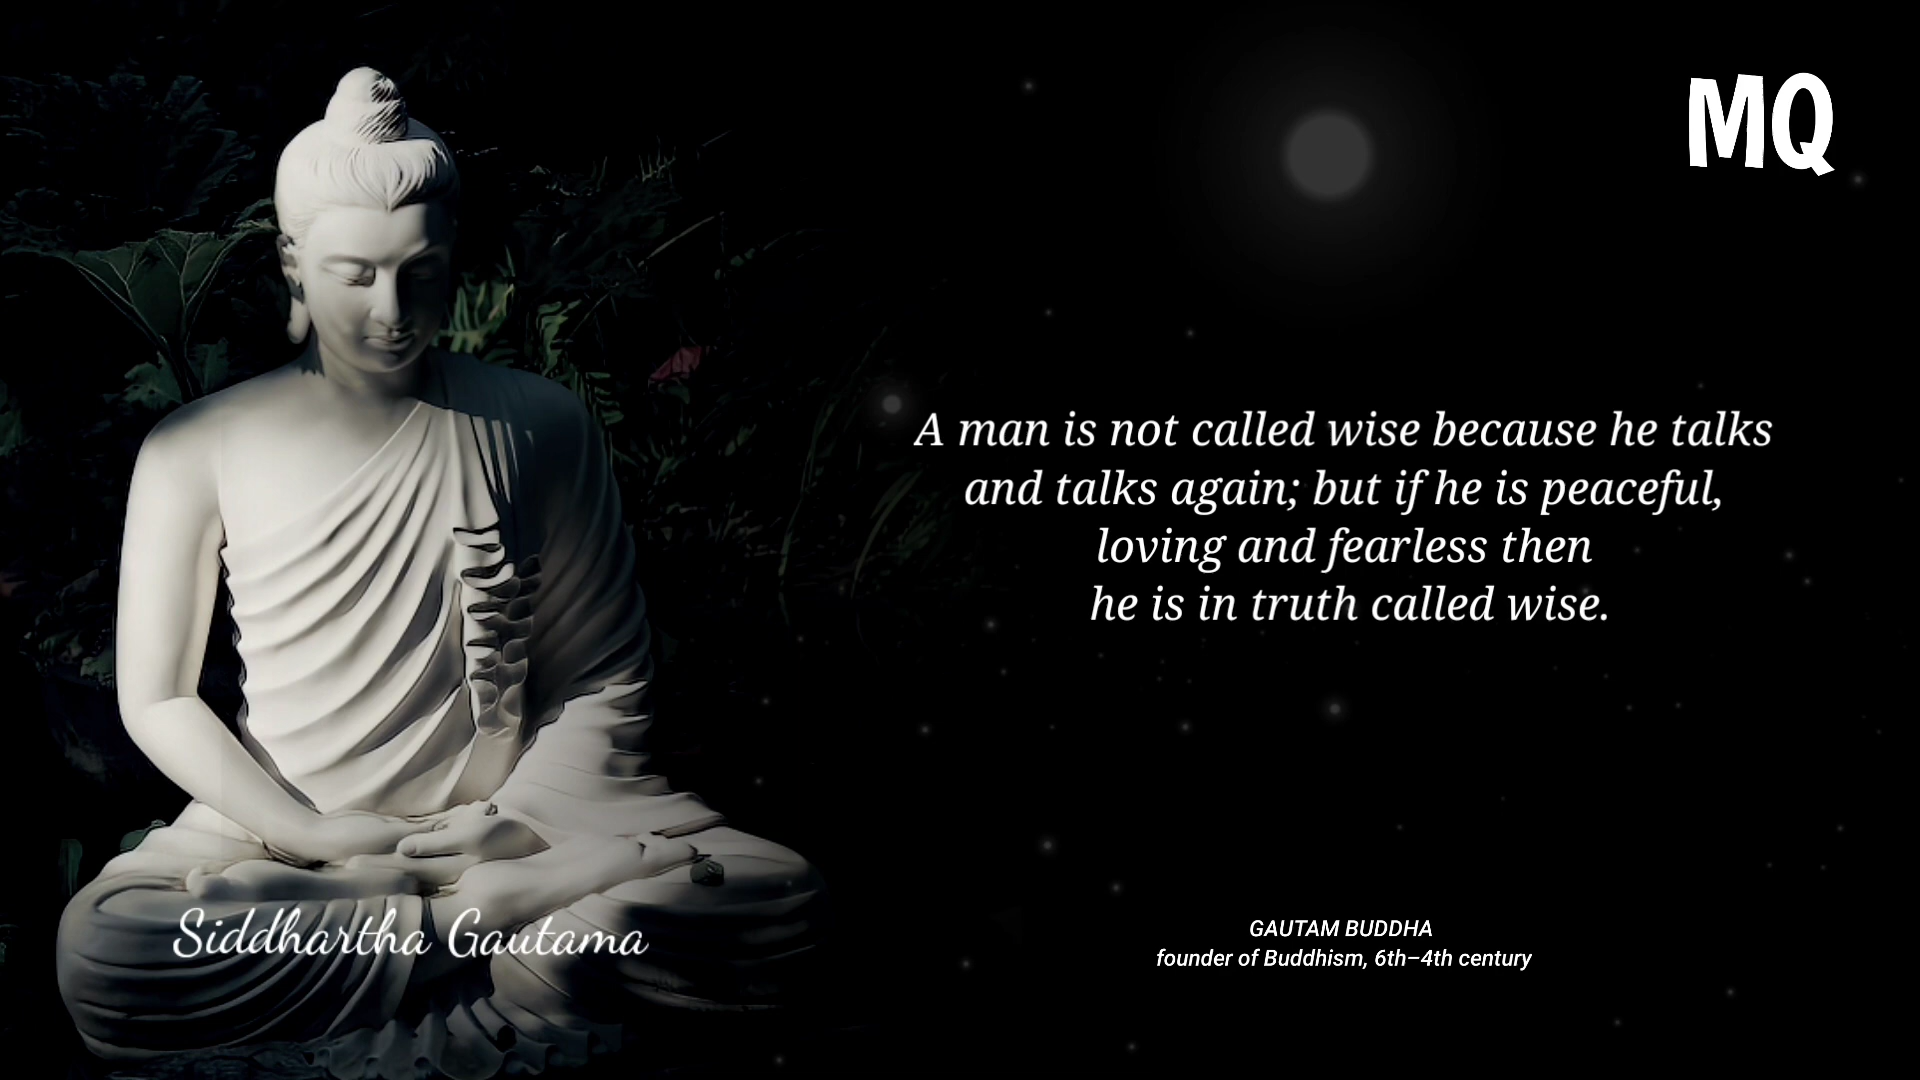 MQ
A man is not called wise because he talks
and talks again; but if he is peaceful,
loving and fearless then
he is in truth called wise.
Siddhartha Gautama
GAUTAM BUDDHA
founder of Buddhism, 6th–4th century